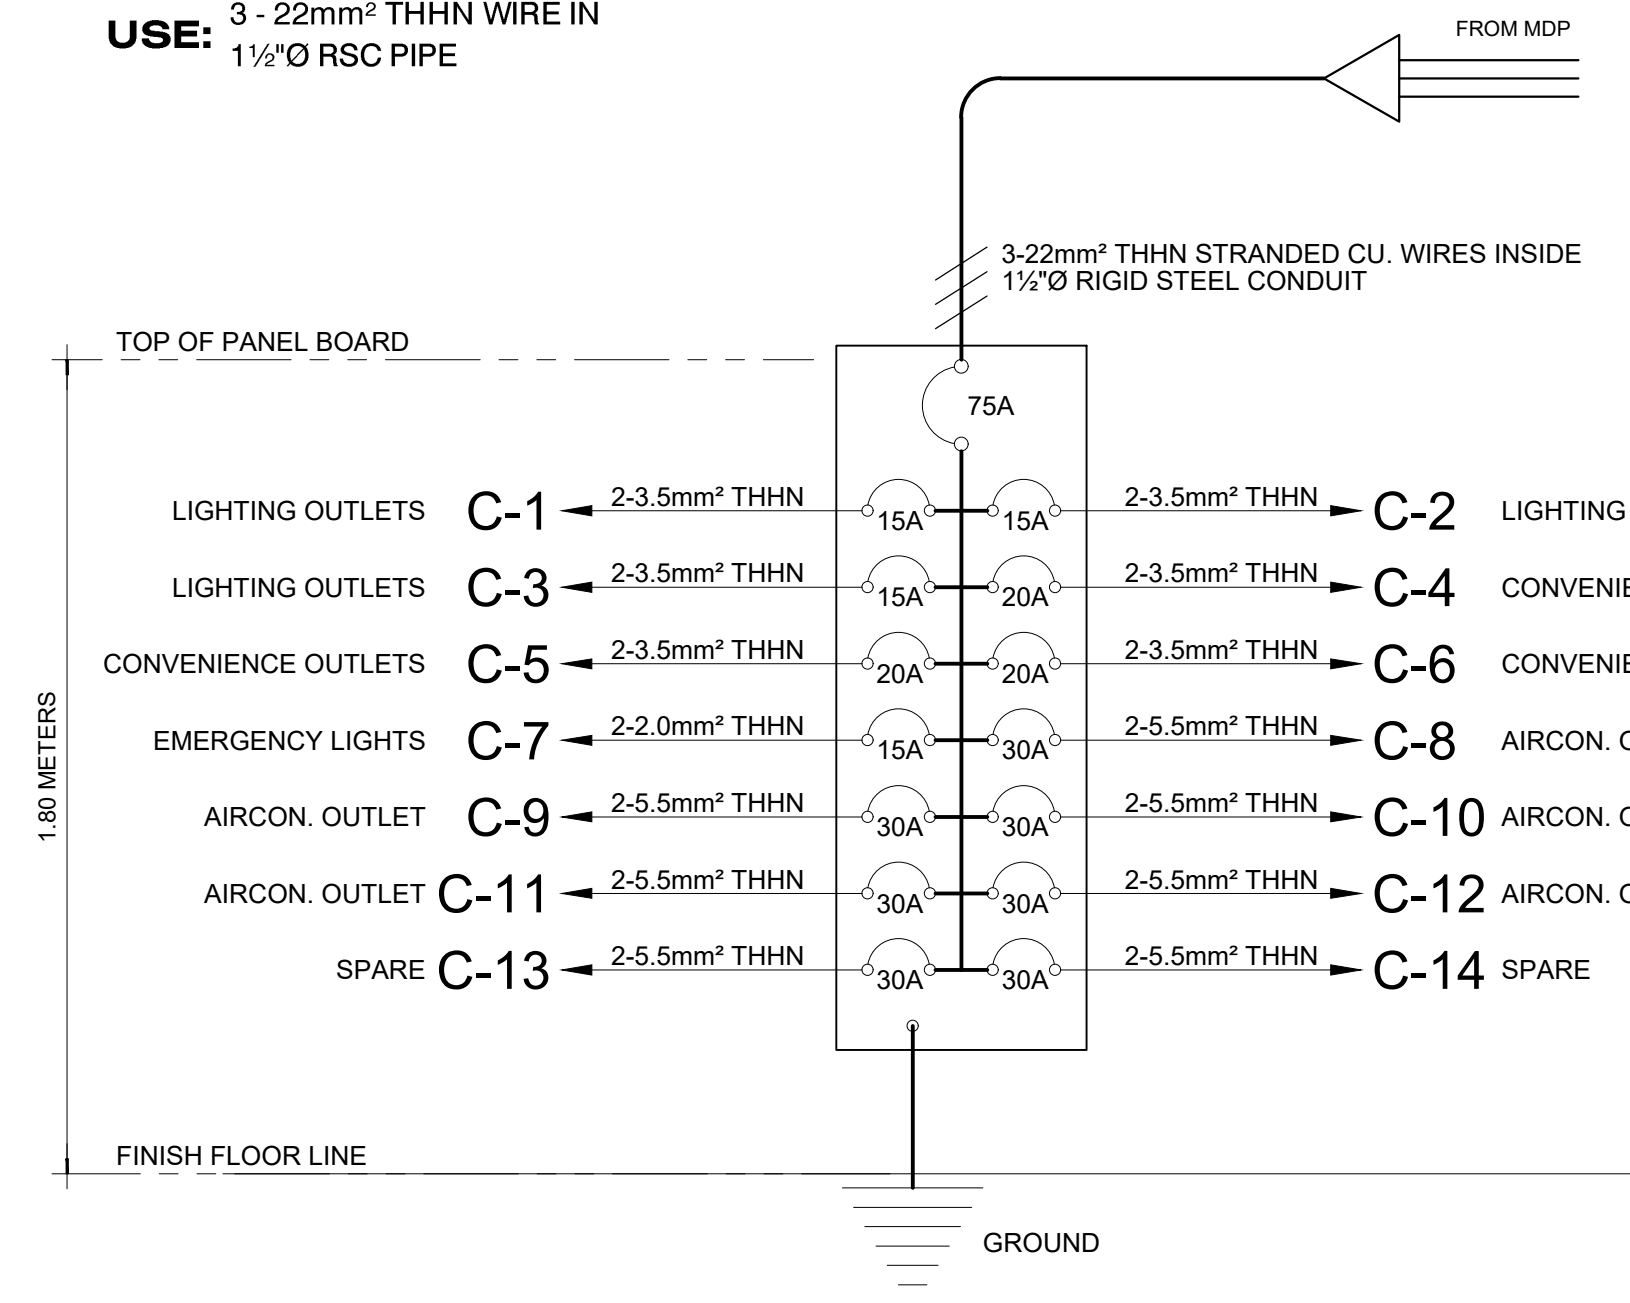 USE: 3 - 22mm² THHN WIRE IN
1½"Ø RSC PIPE
FROM MDP
3-22mm² THHN STRANDED CU. WIRES INSIDE
1½"Ø RIGID STEEL CONDUIT
TOP OF PANEL BOARD
75A
LIGHTING OUTLETS C-1 2-3.5mm² THHN 15A 15A 2-3.5mm² THHN C-2 LIGHTING
LIGHTING OUTLETS C-3 2-3.5mm² THHN 15A 20A 2-3.5mm² THHN C-4
CONVENIENCE OUTLETS C-5 2-3.5mm² THHN 20A 20A 2-3.5mm² THHN C-6
EMERGENCY LIGHTS C-7 2-2.0mm² THHN 15A 30A 2-5.5mm² THHN C-8 AIRCON.
AIRCON. OUTLET C-9 2-5.5mm² THHN 30A 30A 2-5.5mm² THHN C-10 AIRCON.
AIRCON. OUTLET C-11 2-5.5mm² THHN 30A 30A 2-5.5mm² THHN C-12 AIRCON.
SPARE C-13 2-5.5mm² THHN 30A 30A 2-5.5mm² THHN C-14 SPARE
1.80 METERS
FINISH FLOOR LINE
GROUND